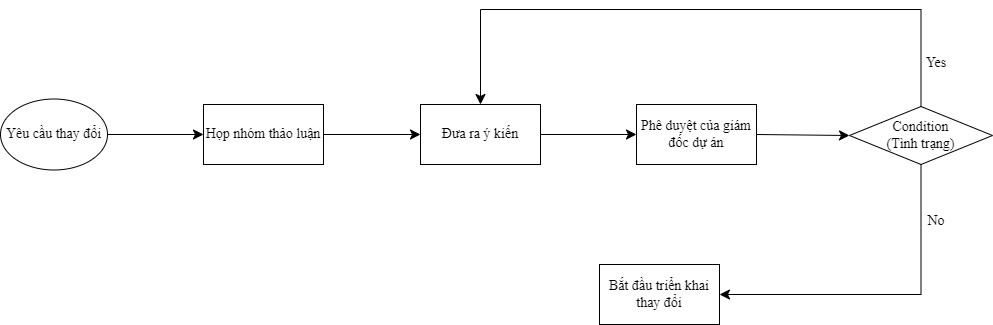 Yes
Yêu cầu thay đổi
Họp nhóm thảo luận
Đưa ra ý kiến
Phê duyệt của giám
đốc dự án
Condition
(Tình trạng)
No
Bắt đầu triển khai
thay đổi